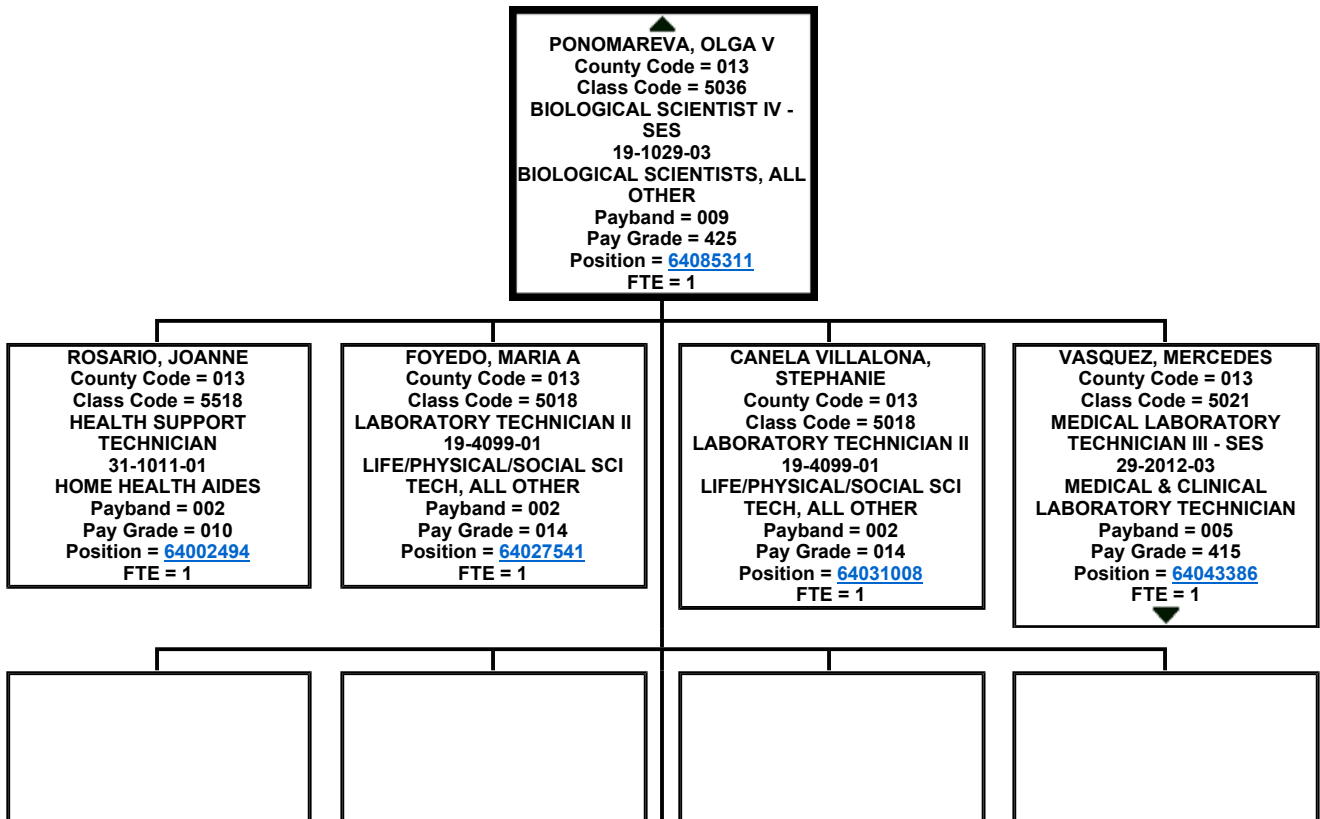 PONOMAREVA, OLGA V
County Code = 013
Class Code = 5036
BIOLOGICAL SCIENTIST IV -
SES
19-1029-03
BIOLOGICAL SCIENTISTS, ALL
OTHER
Payband = 009
Pay Grade = 425
Position = 64085311
FTE = 1
ROSARIO, JOANNE
County Code = 013
Class Code = 5518
HEALTH SUPPORT
TECHNICIAN
31-1011-01
HOME HEALTH AIDES
Payband = 002
Pay Grade = 010
Position = 64002494
FTE = 1
FOYEDO, MARIA A
County Code = 013
Class Code = 5018
LABORATORY TECHNICIAN II
19-4099-01
LIFE/PHYSICAL/SOCIAL SCI
TECH, ALL OTHER
Payband = 002
Pay Grade = 014
Position = 64027541
FTE = 1
CANELA VILLALONA,
STEPHANIE
County Code = 013
Class Code = 5018
LABORATORY TECHNICIAN II
19-4099-01
LIFE/PHYSICAL/SOCIAL SCI
TECH, ALL OTHER
Payband = 002
Pay Grade = 014
Position = 64031008
FTE = 1
VASQUEZ, MERCEDES
County Code = 013
Class Code = 5021
MEDICAL LABORATORY
TECHNICIAN III - SES
29-2012-03
MEDICAL & CLINICAL
LABORATORY TECHNICIAN
Payband = 005
Pay Grade = 415
Position = 64043386
FTE = 1